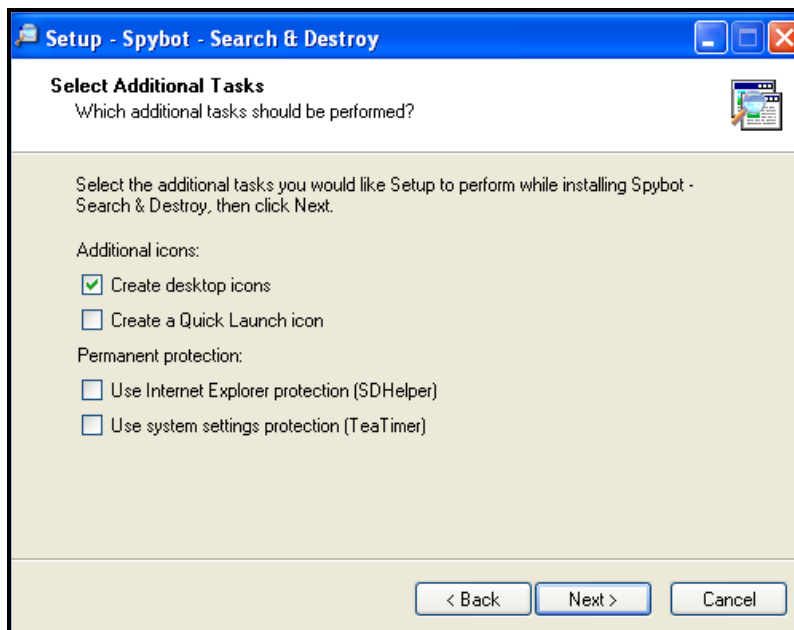 Setup - Spybot - Search & Destroy
Select Additional Tasks
Which additional tasks should be performed?
Select the additional tasks you would like Setup to perform while installing Spybot -
Search & Destroy, then click Next.
Additional icons:
Create desktop icons
Create a Quick Launch icon
Permanent protection:
Use Internet Explorer protection (SDHelper)
Use system settings protection (TeaTimer)
< Back Next > Cancel